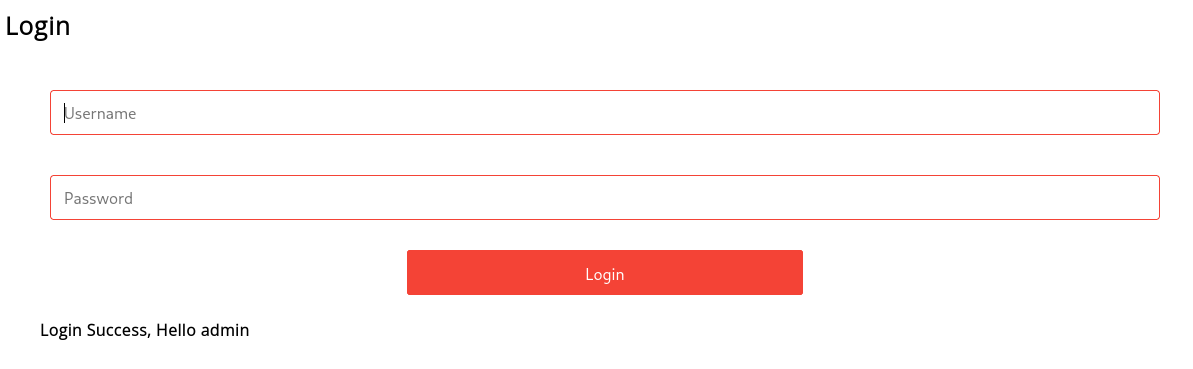 Login
Username
Password
Login
Login Success, Hello admin